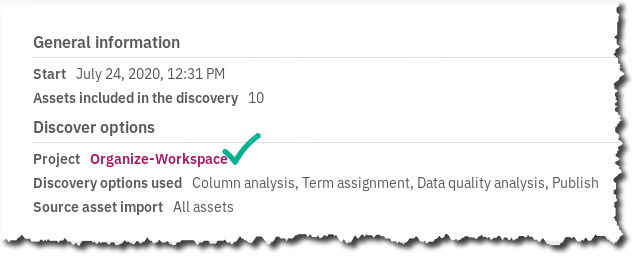 General information
Start July 24, 2020, 12:31 PM
Assets included in the discovery 10
Discover options
Project Organize-Workspace
Discovery options used Column analysis, Term assignment, Data quality analysis, Publish
Source asset import All assets